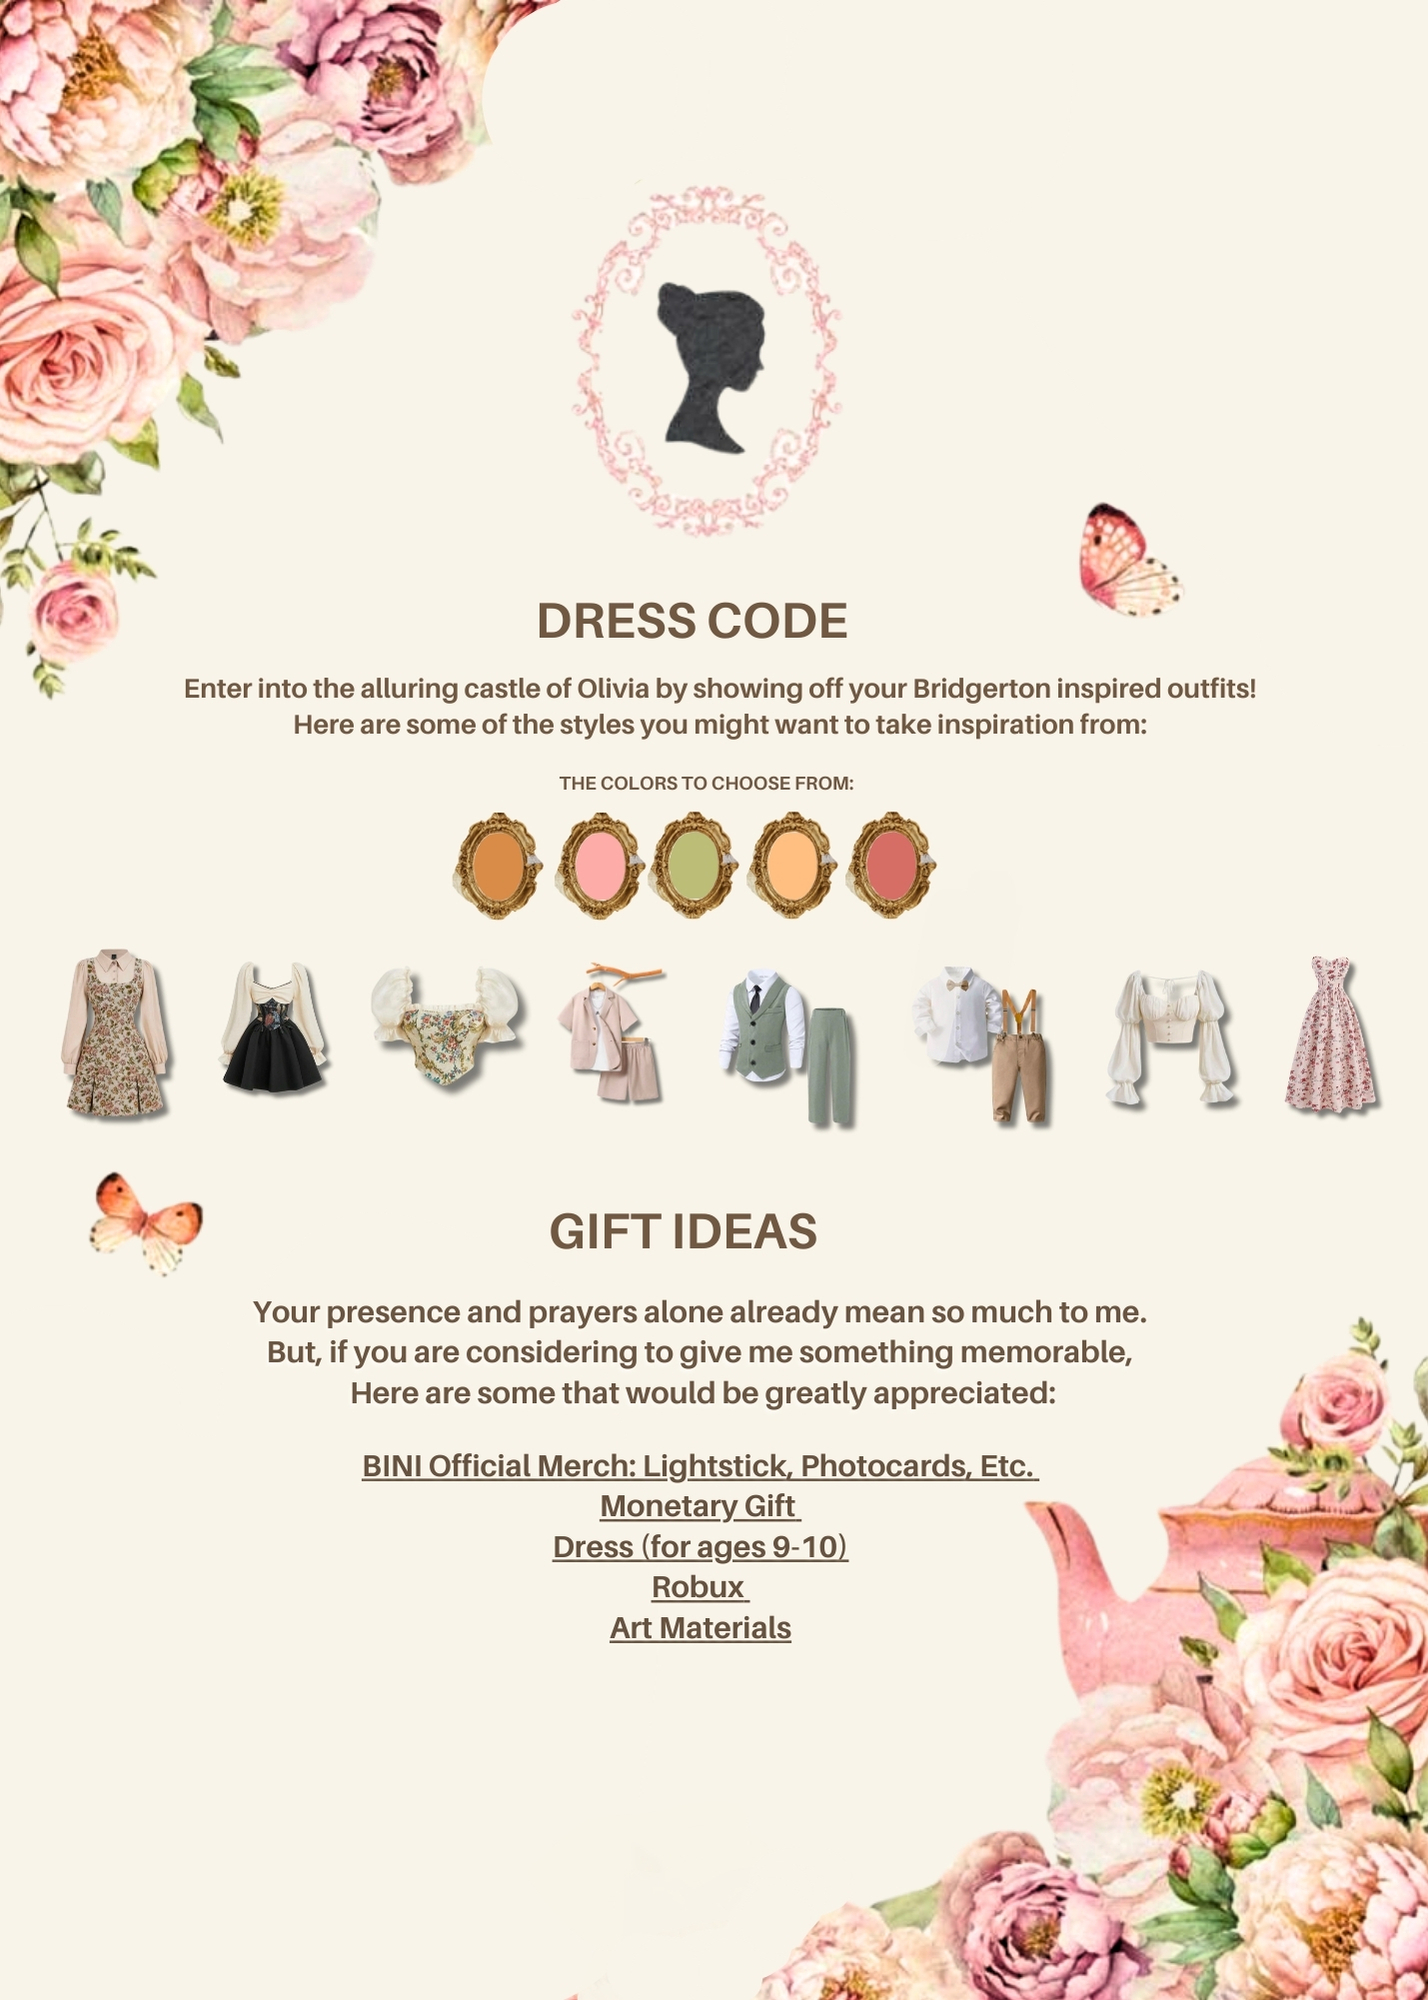 DRESS CODE
Enter into the alluring castle of Olivia by showing off your Bridgerton inspired outfits!
Here are some of the styles you might want to take inspiration from:
THE COLORS TO CHOOSE FROM:
GIFT IDEAS
Your presence and prayers alone already mean so much to me.
But, if you are considering to give me something memorable,
Here are some that would be greatly appreciated:
BINI Official Merch: Lightstick, Photocards, Etc.
Monetary Gift
Dress (for ages 9-10)
Robux
Art Materials